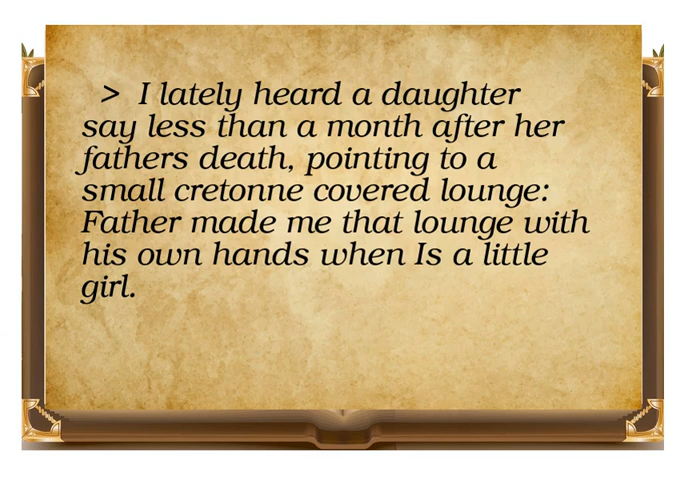 > I lately heard a daughter
say less than a month after her
fathers death, pointing to a
small cretonne covered lounge:
Father made me that lounge with
his own hands when Is a little
girl.